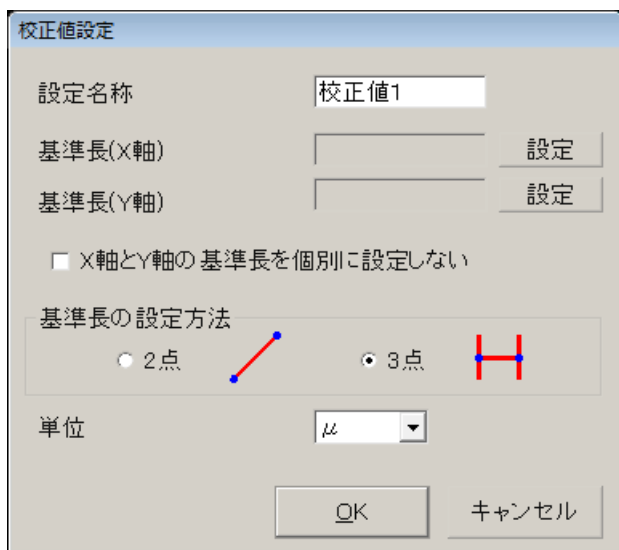 校正値設定
設定名称 校正値1
基準長(X軸) 設定
基準長(Y軸) 設定
X軸とY軸の基準長を個別に設定しない
基準長の設定方法
2点 3点
単位 μ
OK キャンセル